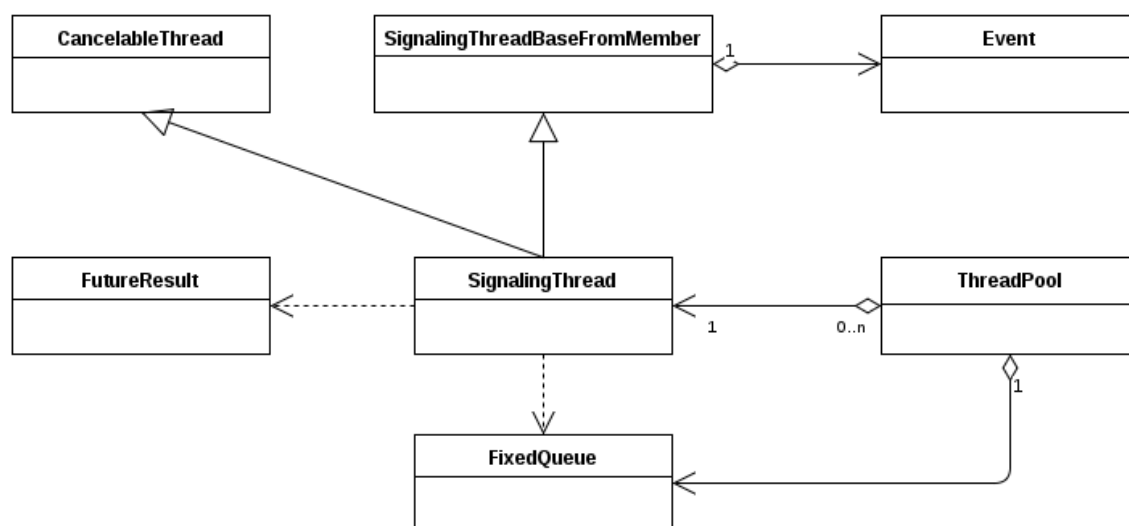 CancelableThread
SignalingThreadBaseFromMember
1
Event
FutureResult
SignalingThread
1
0..n
ThreadPool
1
FixedQueue